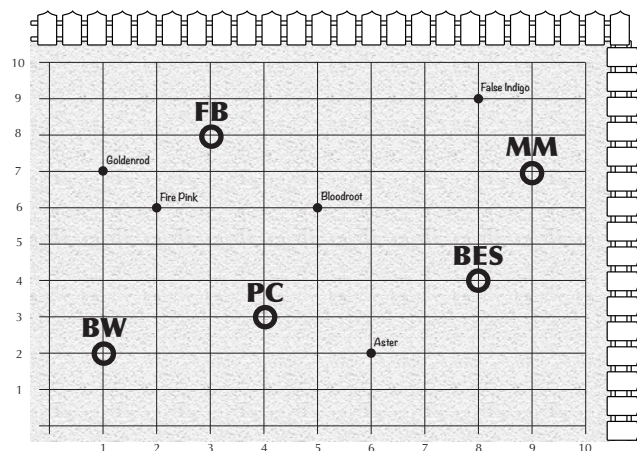 10
9
False Indigo
8
FB
MM
7
Goldenrod
6
Fire Pink
Bloodroot
5
BES
4
PC
3
BW
2
Aster
1
1 2 3 4 5 6 7 8 9 10